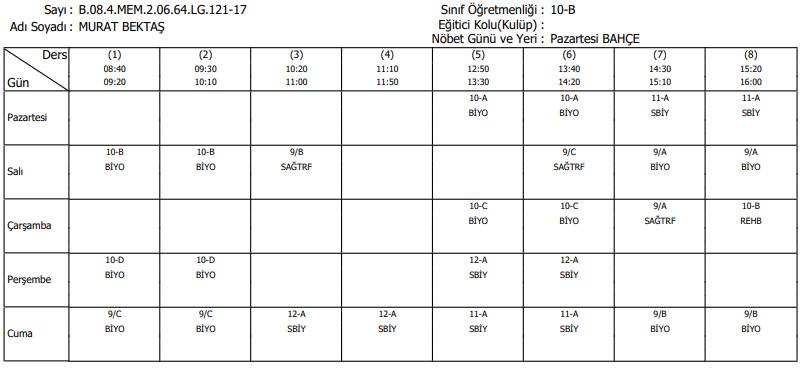 Sayı : B.08.4.MEM.2.06.64.LG.121-17 Sınıf Öğretmenliği : 10-B
Adı Soyadı : MURAT BEKTAŞ Eğitici Kolu(Kulüp) :
Nöbet Günü ve Yeri : Pazartesi BAHÇE
Ders (1) (2) (3) (4) (5) (6) (7) (8)
08:40 09:30 10:20 11:10 12:50 13:40 14:30 15:20
Gün 09:20 10:10 11:00 11:50 13:30 14:20 15:10 16:00
10-A 10-A 11-A 11-A
Pazartesi BİYO BİYO SBİY SBİY
10-B 10-B 9/B 9/C 9/A 9/A
Salı BİYO BİYO SAĞTRF SAĞTRF BİYO BİYO
10-C 10-C 9/A 10-B
Çarşamba BİYO BİYO SAĞTRF REHB
10-D 10-D 12-A 12-A
Perşembe BİYO BİYO SBİY SBİY
9/C 9/C 12-A 12-A 11-A 11-A 9/B 9/B
Cuma BİYO BİYO SBİY SBİY SBİY SBİY BİYO BİYO